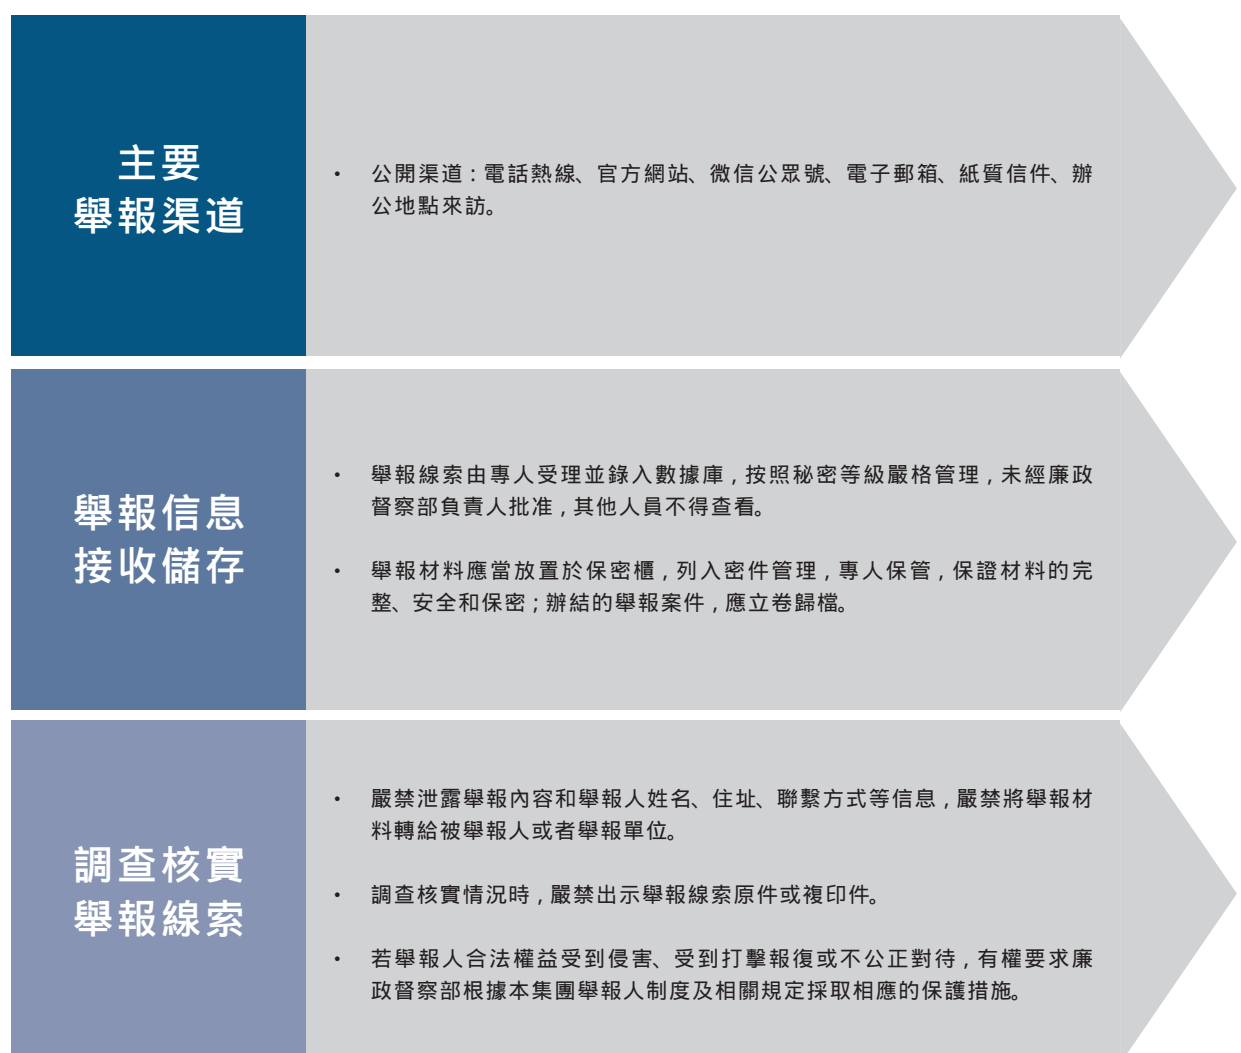 主要
舉報渠道
• 公開渠道：電話熱線、官方網站、微信公眾號、電子郵箱、紙質信件、辦
公地點來訪。
舉報信息
接收儲存
• 舉報線索由專人受理並錄入數據庫，按照秘密等級嚴格管理，未經廉政
督察部負責人批准，其他人員不得查看。
• 舉報材料應當放置於保密櫃，列入密件管理，專人保管，保證材料的完
整、安全和保密；辦結的舉報案件，應立卷歸檔。
調查核實
舉報線索
• 嚴禁泄露舉報內容和舉報人姓名、住址、聯繫方式等信息，嚴禁將舉報材
料轉給被舉報人或者舉報單位。
• 調查核實情況時，嚴禁出示舉報線索原件或複印件。
• 若舉報人合法權益受到侵害、受到打擊報復或不公正對待，有權要求廉
政督察部根據本集團舉報人制度及相關規定採取相應的保護措施。